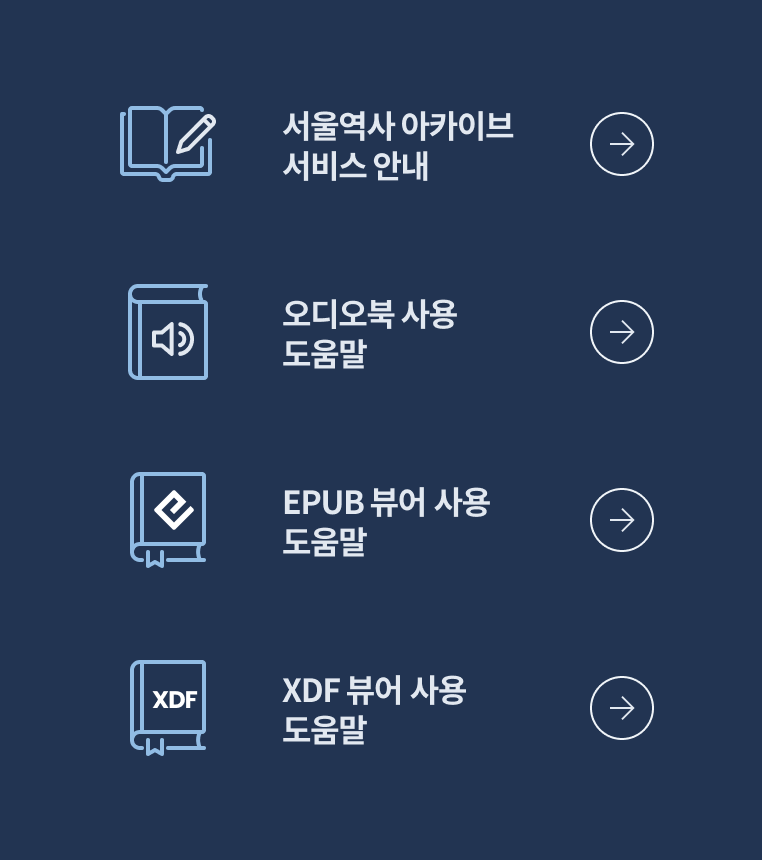 서울역사 아카이브
서비스 안내
오디오북 사용
도움말
EPUB 뷰어 사용
도움말
XDF
XDF 뷰어 사용
도움말